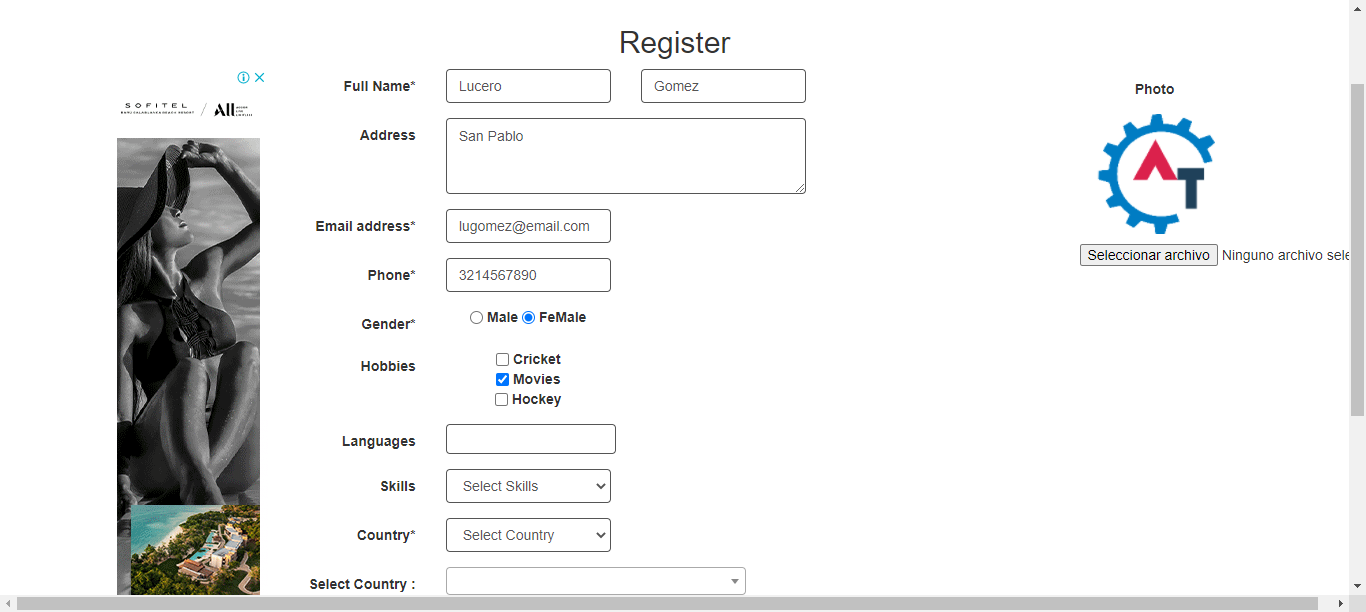 Register
SOFITEL
ALL
Full Name*
Lucero
Gomez
Photo
Address
San Pablo
AT
Email address*
lugomez@email.com
Seleccionar archivo
Ninguno archivo sele
Phone*
3214567890
Gender*
Male
FeMale
Hobbies
Cricket
Movies
Hockey
Languages
Skills
Select Skills
Country*
Select Country
Select Country :